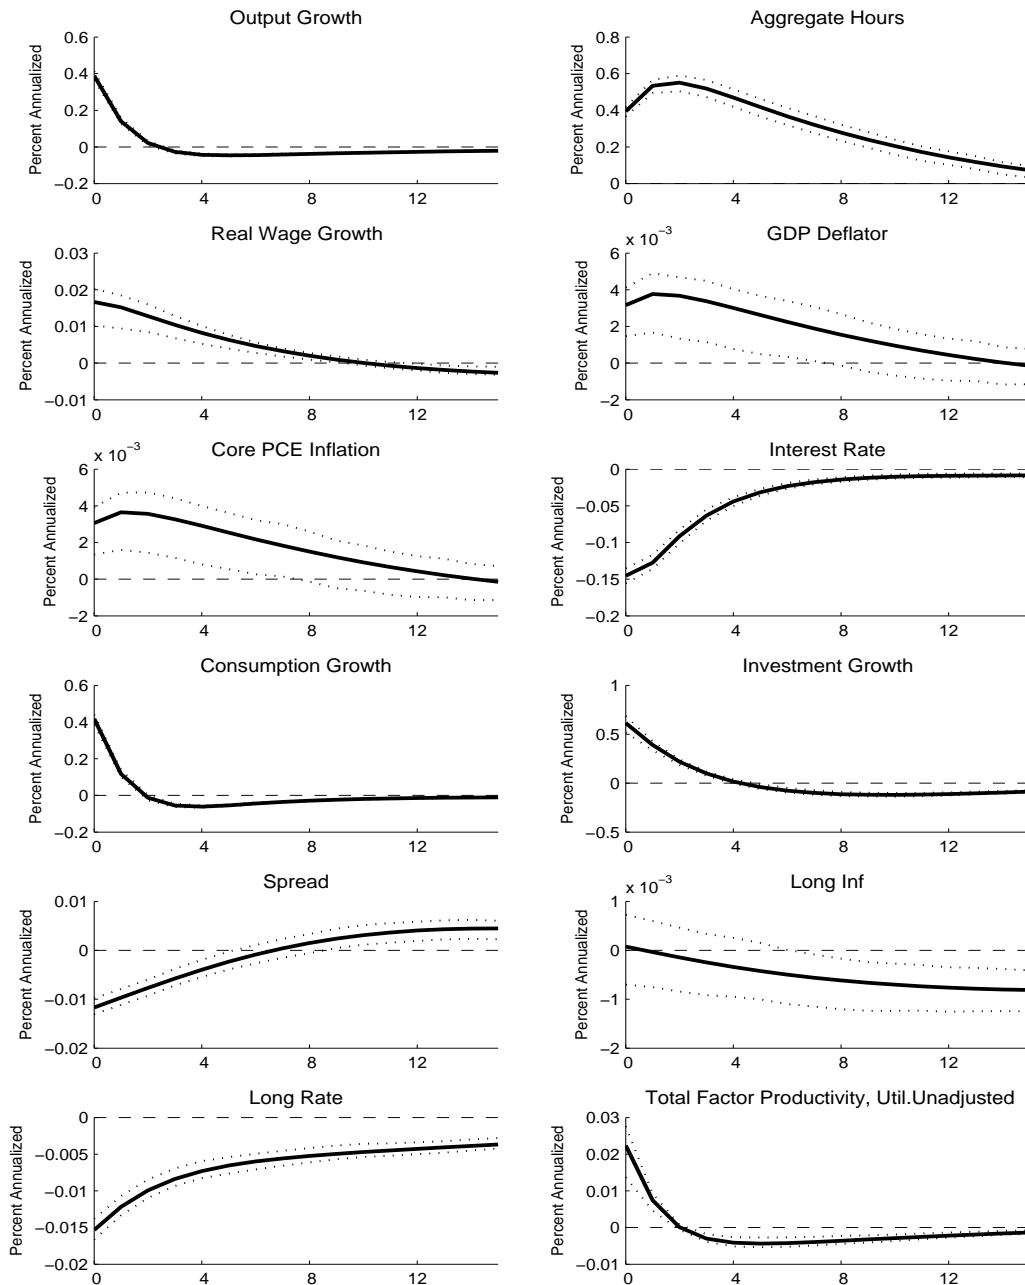 Output Growth
Percent Annualized
0.6
0.4
0.2
0
−0.2
0 4 8 12
Aggregate Hours
Percent Annualized
0.8
0.6
0.4
0.2
0
0 4 8 12
Real Wage Growth
Percent Annualized
0.03
0.02
0.01
0
−0.01
0 4 8 12
GDP Deflator
x 10−3
Percent Annualized
6
4
2
0
−2
0 4 8 12
Core PCE Inflation
x 10−3
Percent Annualized
6
4
2
0
−2
0 4 8 12
Interest Rate
Percent Annualized
0
−0.05
−0.1
−0.15
−0.2
0 4 8 12
Consumption Growth
Percent Annualized
0.6
0.4
0.2
0
−0.2
0 4 8 12
Investment Growth
Percent Annualized
1
0.5
0
−0.5
0 4 8 12
Spread
Percent Annualized
0.01
0
−0.01
−0.02
0 4 8 12
Long Inf
x 10−3
Percent Annualized
1
0
−1
−2
0 4 8 12
Long Rate
Percent Annualized
0
−0.005
−0.01
−0.015
−0.02
0 4 8 12
Total Factor Productivity, Util.Unadjusted
Percent Annualized
0.03
0.02
0.01
0
−0.01
0 4 8 12